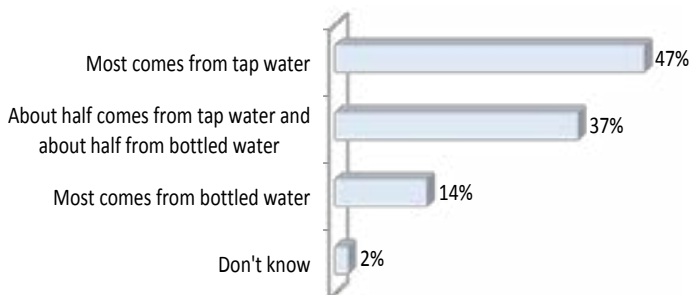 Most comes from tap water
47%
About half comes from tap water and
about half from bottled water
37%
Most comes from bottled water
14%
Don't know
2%